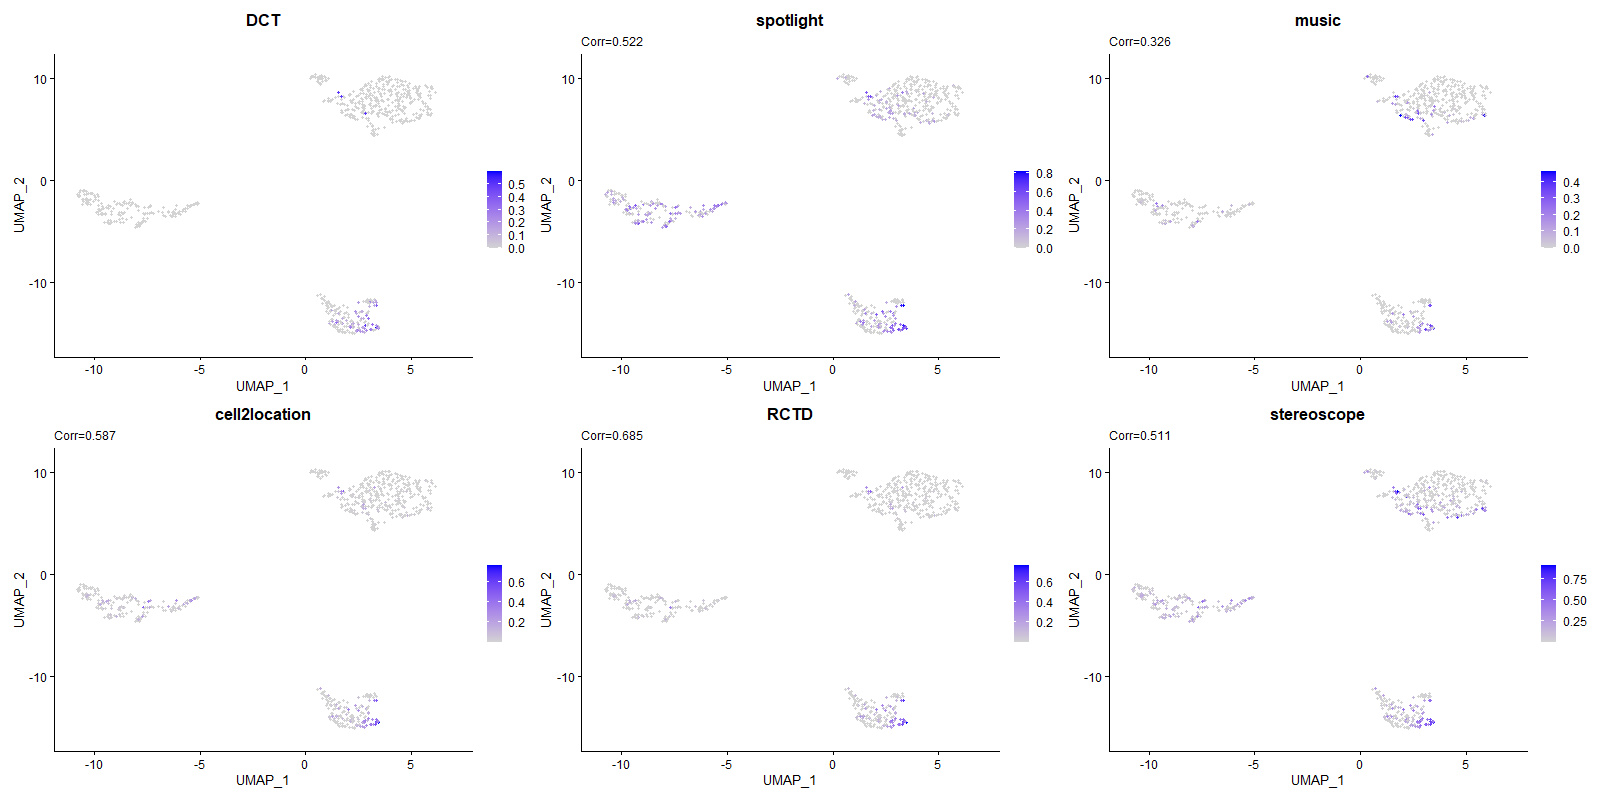 DCT
UMAP_2
10
0
-10
-10
-5
0
5
UMAP_1
0.5
0.4
0.3
0.2
0.1
0.0
spotlight
Corr=0.522
UMAP_2
10
0
-10
-10
-5
0
5
UMAP_1
0.8
0.6
0.4
0.2
0.0
music
Corr=0.326
UMAP_2
10
0
-10
-10
-5
0
5
UMAP_1
0.4
0.3
0.2
0.1
0.0
cell2location
Corr=0.587
UMAP_2
10
0
-10
-10
-5
0
5
UMAP_1
0.6
0.4
0.2
RCTD
Corr=0.685
UMAP_2
10
0
-10
-10
-5
0
5
UMAP_1
0.6
0.4
0.2
stereoscope
Corr=0.511
UMAP_2
10
0
-10
-10
-5
0
5
UMAP_1
0.75
0.50
0.25